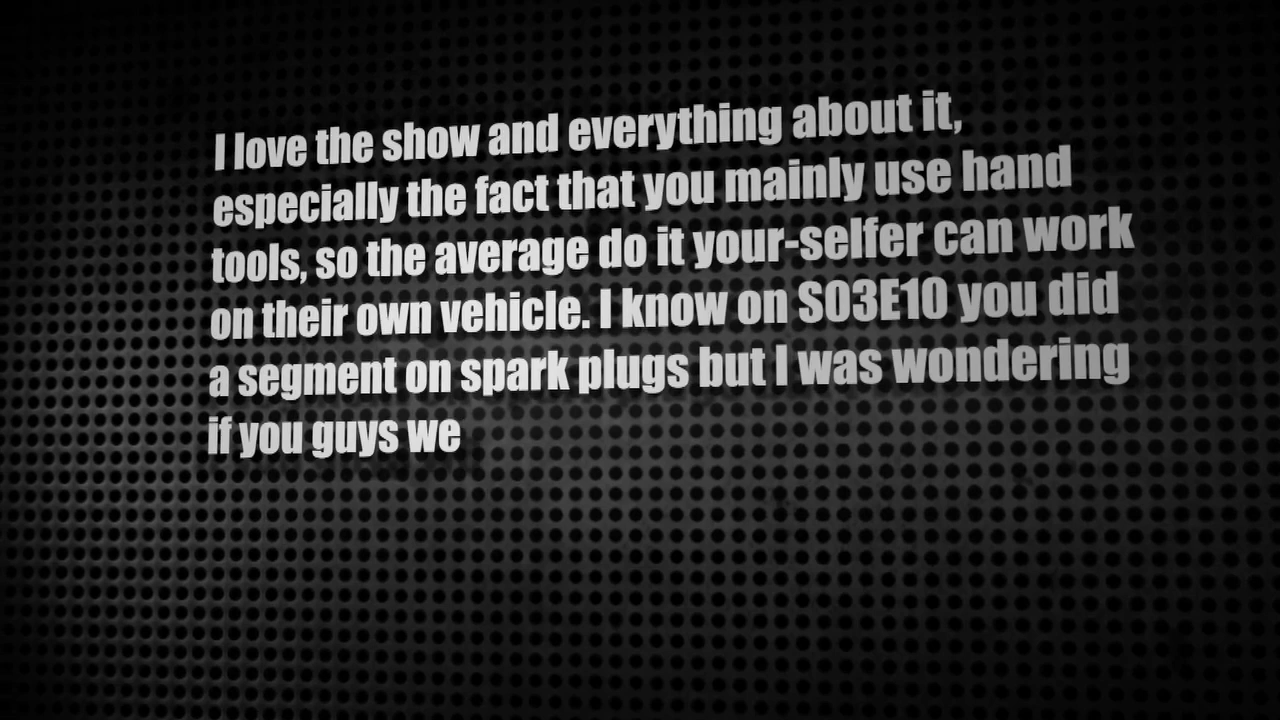 I love the show and everything about it,
especially the fact that you mainly use hand
tools, so the average do it your-selfer can work
on their own vehicle. I know on S03E10 you did
a segment on spark plugs but I was wondering
if you guys we